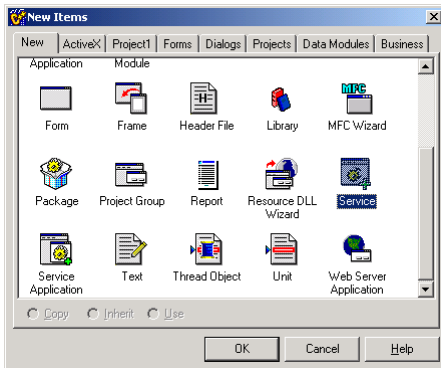 New Items
New ActiveX Project1 Forms Dialogs Projects Data Modules Business
Application Module
Form Frame Header File Library MFC Wizard
Package Project Group Report Resource DLL Wizard Service
Service Application Text Thread Object Unit Web Server Application
Copy Inherit Use
OK Cancel Help